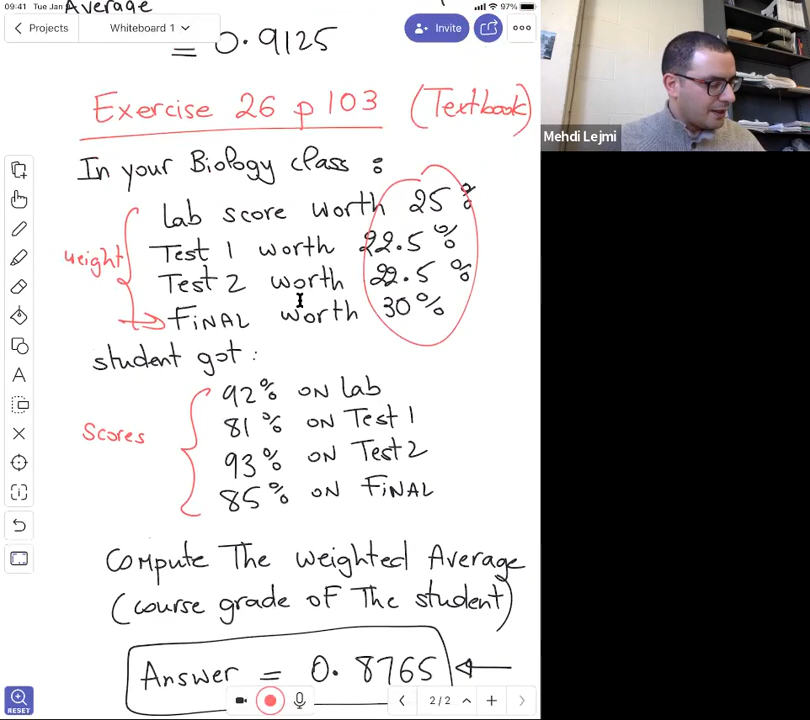 09:41 Tue Jan
97%
Average
Projects
Whiteboard 1
Invite
= 0.9125
Exercise 26 p 103 (Textbook)
In your Biology class :
Lab score worth 25 %
weight
Test 1 worth 22.5 %
Test 2 worth 22.5 %
FiNAL worth 30%
student got :
Scores
92% ON Lab
81 % ON Test 1
93% ON Test 2
85% ON FiNAL
Compute The weighted Average
(course grade of The student)
Answer = 0.8765
RESET
2/2
Mehdi Lejmi